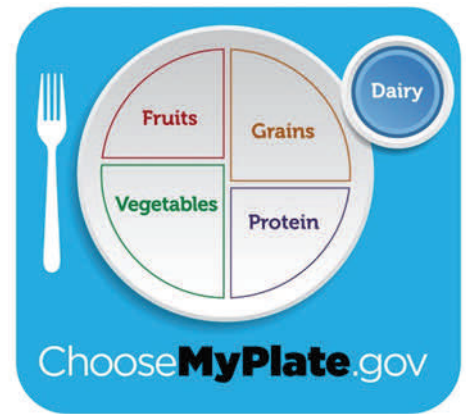 Dairy
Fruits
Grains
Vegetables
Protein
ChooseMyPlate.gov